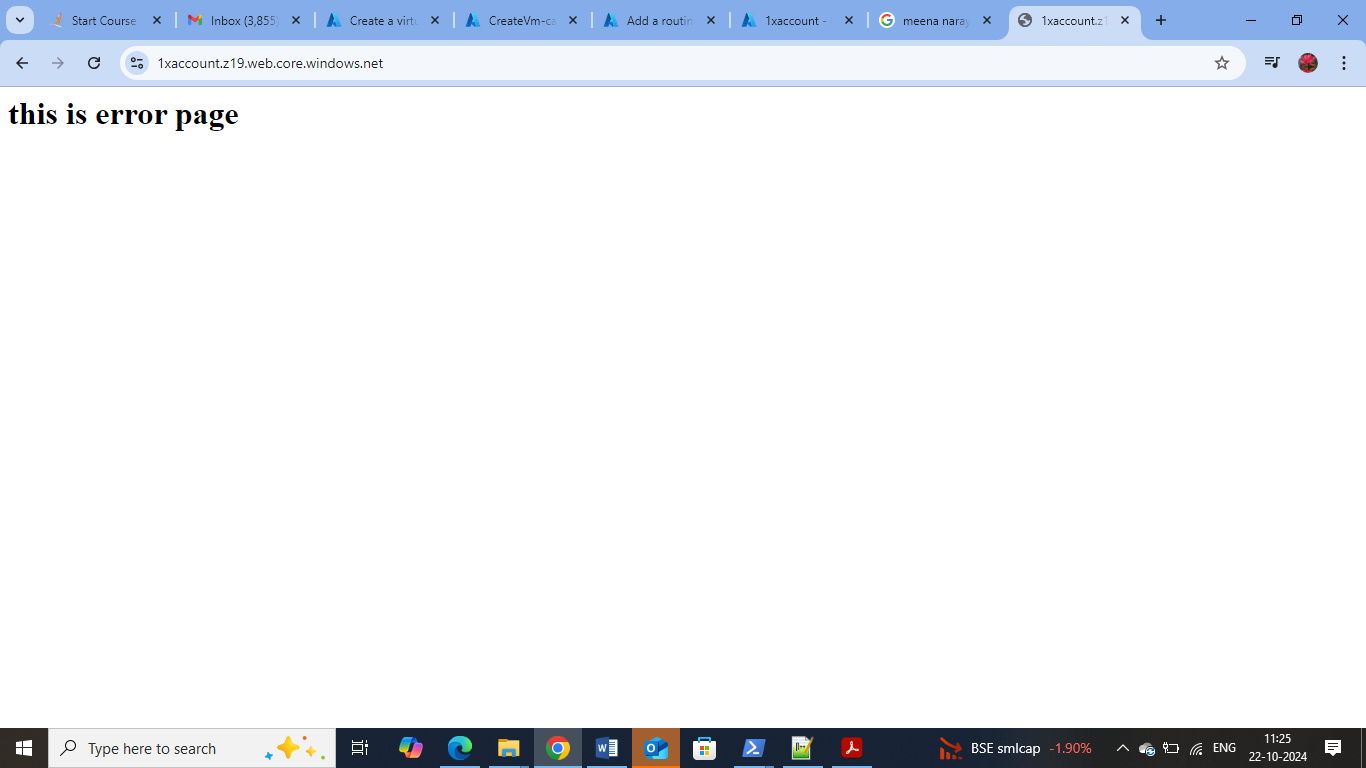 Start Course
Inbox (3,855)
Create a virtu
CreateVm-ca
Add a routin
1xaccount -
meena naray
1xaccount.z1
1xaccount.z19.web.core.windows.net
this is error page
Type here to search
BSE smlcap -1.90%
ENG
11:25
22-10-2024